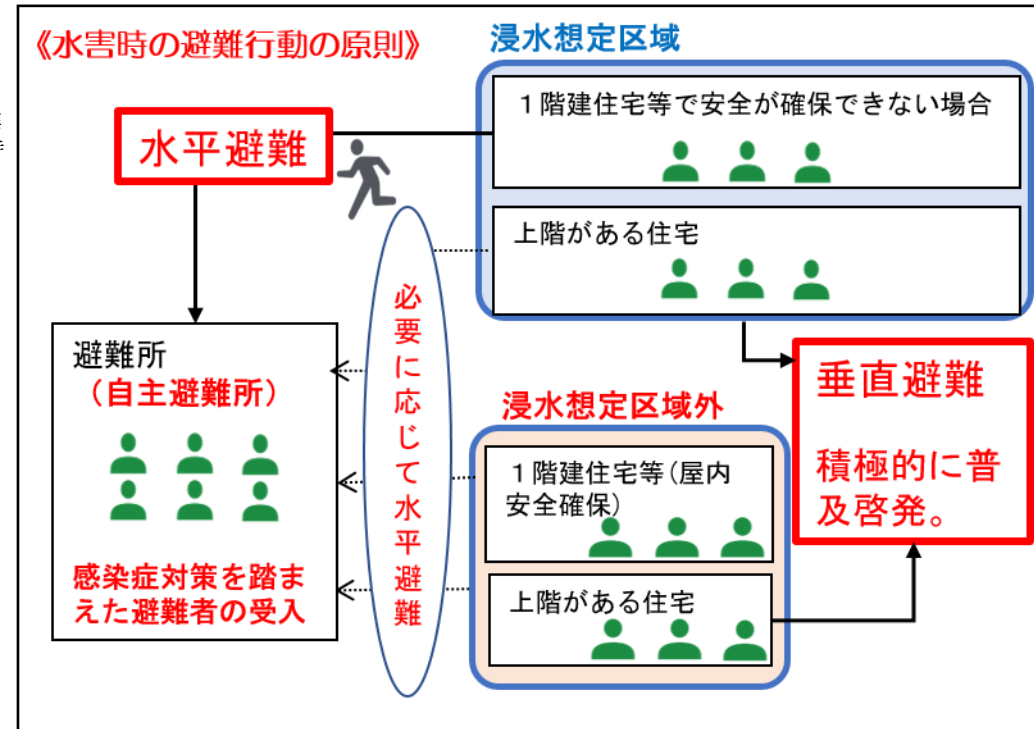 《水害時の避難行動の原則》
浸水想定区域
１階建住宅等で安全が確保できない場合
水平避難
上階がある住宅
必要に応じて水平避難
避難所
（自主避難所）
感染症対策を踏ま
えた避難者の受入
浸水想定区域外
１階建住宅等（屋内
安全確保）
上階がある住宅
垂直避難
積極的に普
及啓発。